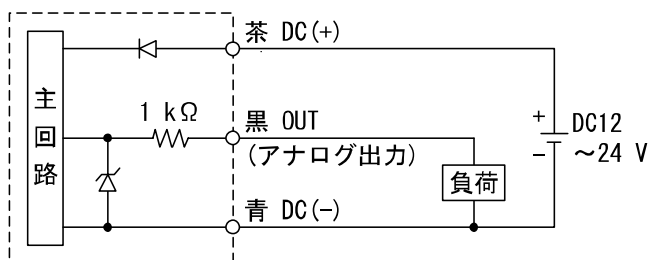 茶 DC(+)
主回路
1 kΩ
黒 OUT
(アナログ出力)
+
-
DC12
～24 V
負荷
青 DC(-)